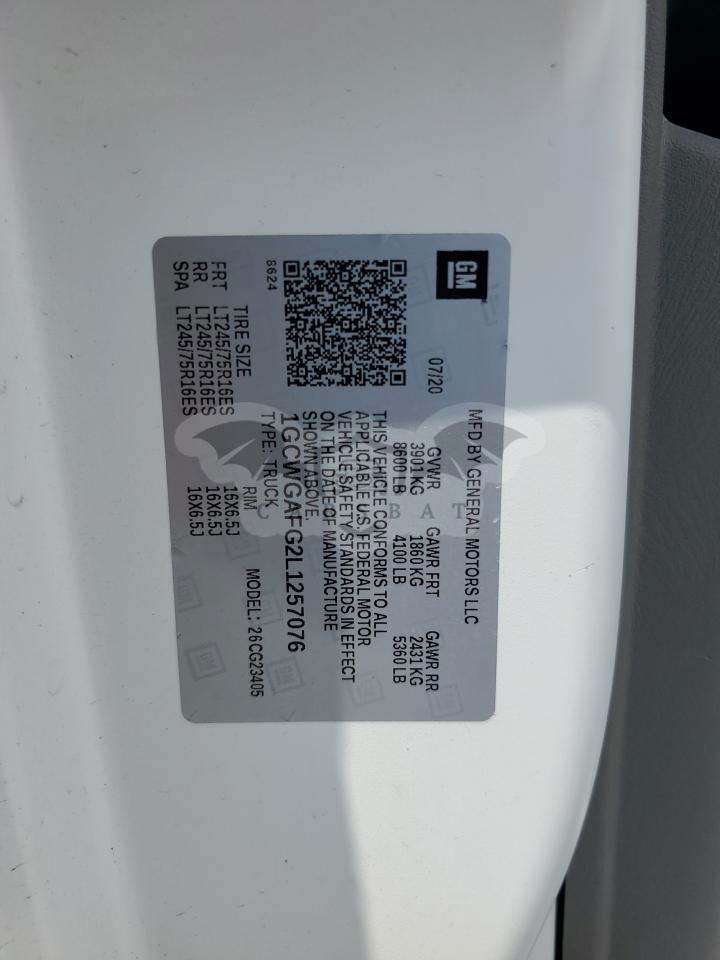 GM
MFD BY GENERAL MOTORS LLC
07/20 GVWR GAWR FRT GAWR RR
3901 KG 1860 KG 2431 KG
8600 LB 4100 LB 5360 LB
THIS VEHICLE CONFORMS TO ALL
APPLICABLE U.S. FEDERAL MOTOR
VEHICLE SAFETY STANDARDS IN EFFECT
ON THE DATE OF MANUFACTURE
SHOWN ABOVE.
1GCWGAFG2L1257076
8624 TYPE: TRUCK MODEL: 26CG23405
TIRE SIZE RIM
FRT LT245/75R16ES 16X6.5J
RR LT245/75R16ES 16X6.5J
SPA LT245/75R16ES 16X6.5J